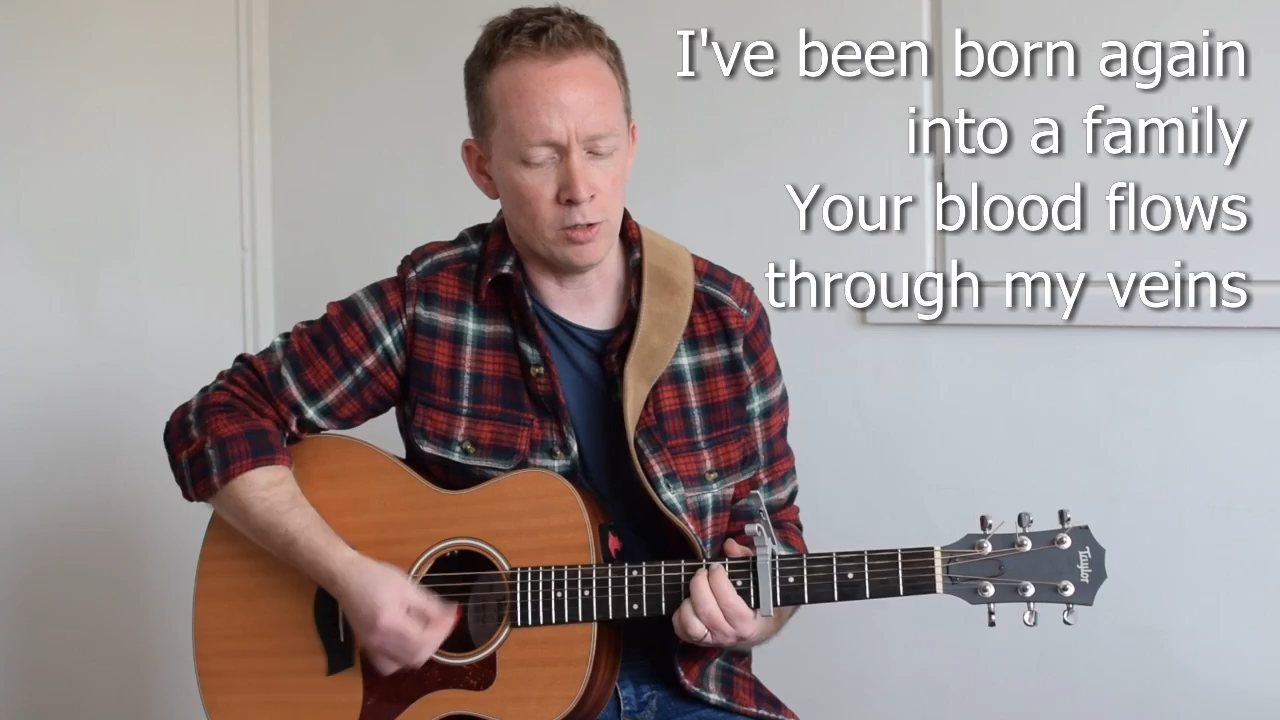 I've been born again
into a family
Your blood flows
through my veins
Taylor